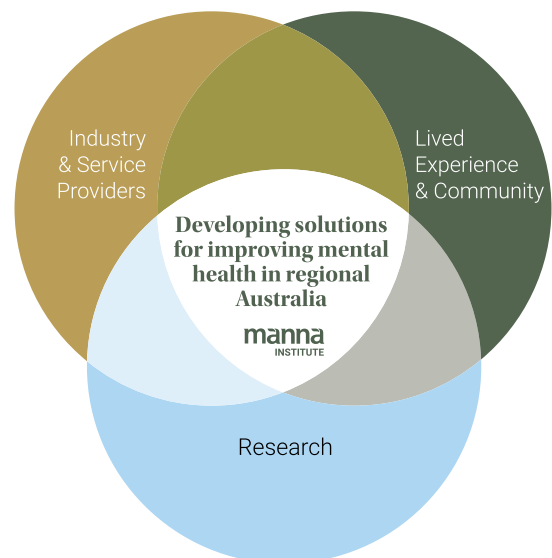 Industry
& Service
Providers
Lived
Experience
& Community
Developing solutions
for improving mental
health in regional
Australia
manna
INSTITUTE
Research